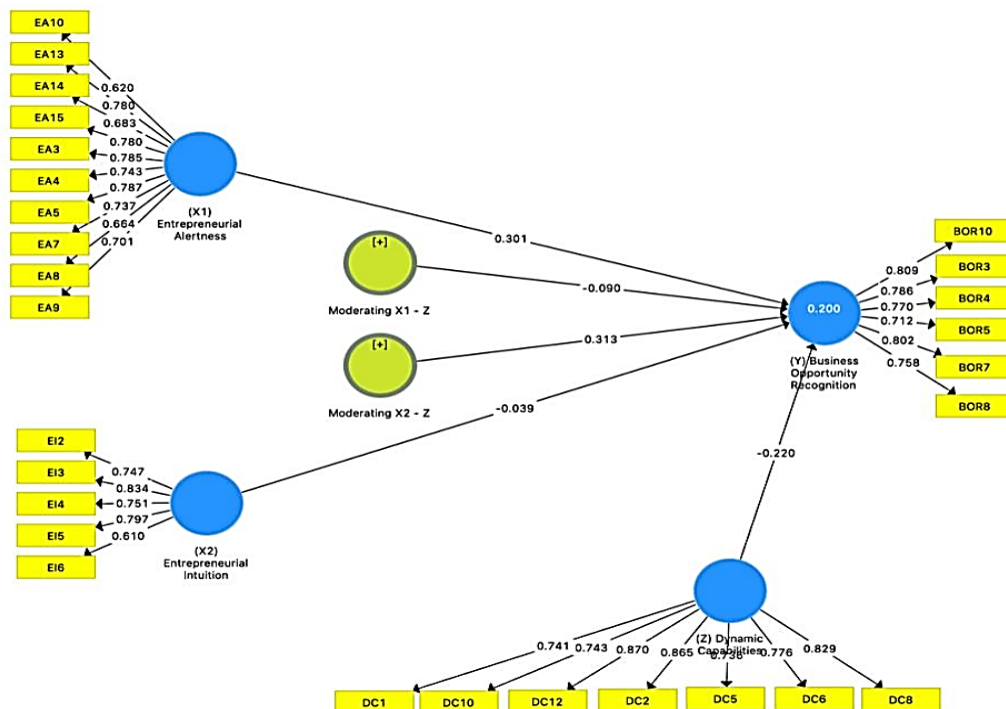 EA10
EA13
EA14
EA15
EA3
EA4
EA5
EA7
EA8
EA9
0.620
0.780
0.683
0.780
0.785
0.743
0.787
0.737
0.664
0.701
(X1)
Entrepreneurial
Alertness
0.301
[+]
Moderating X1 - Z
-0.090
[+]
Moderating X2 - Z
0.313
-0.039
0.200
(Y) Business
Opportunity
Recognition
0.809
0.786
0.770
0.712
0.802
0.758
BOR10
BOR3
BOR4
BOR5
BOR7
BOR8
EI2
EI3
EI4
EI5
EI6
0.747
0.834
0.751
0.797
0.610
(X2)
Entrepreneurial
Intuition
-0.220
(Z) Dynamic
Capabilities
0.741
0.743
0.870
0.865
0.736
0.776
0.829
DC1
DC10
DC12
DC2
DC5
DC6
DC8